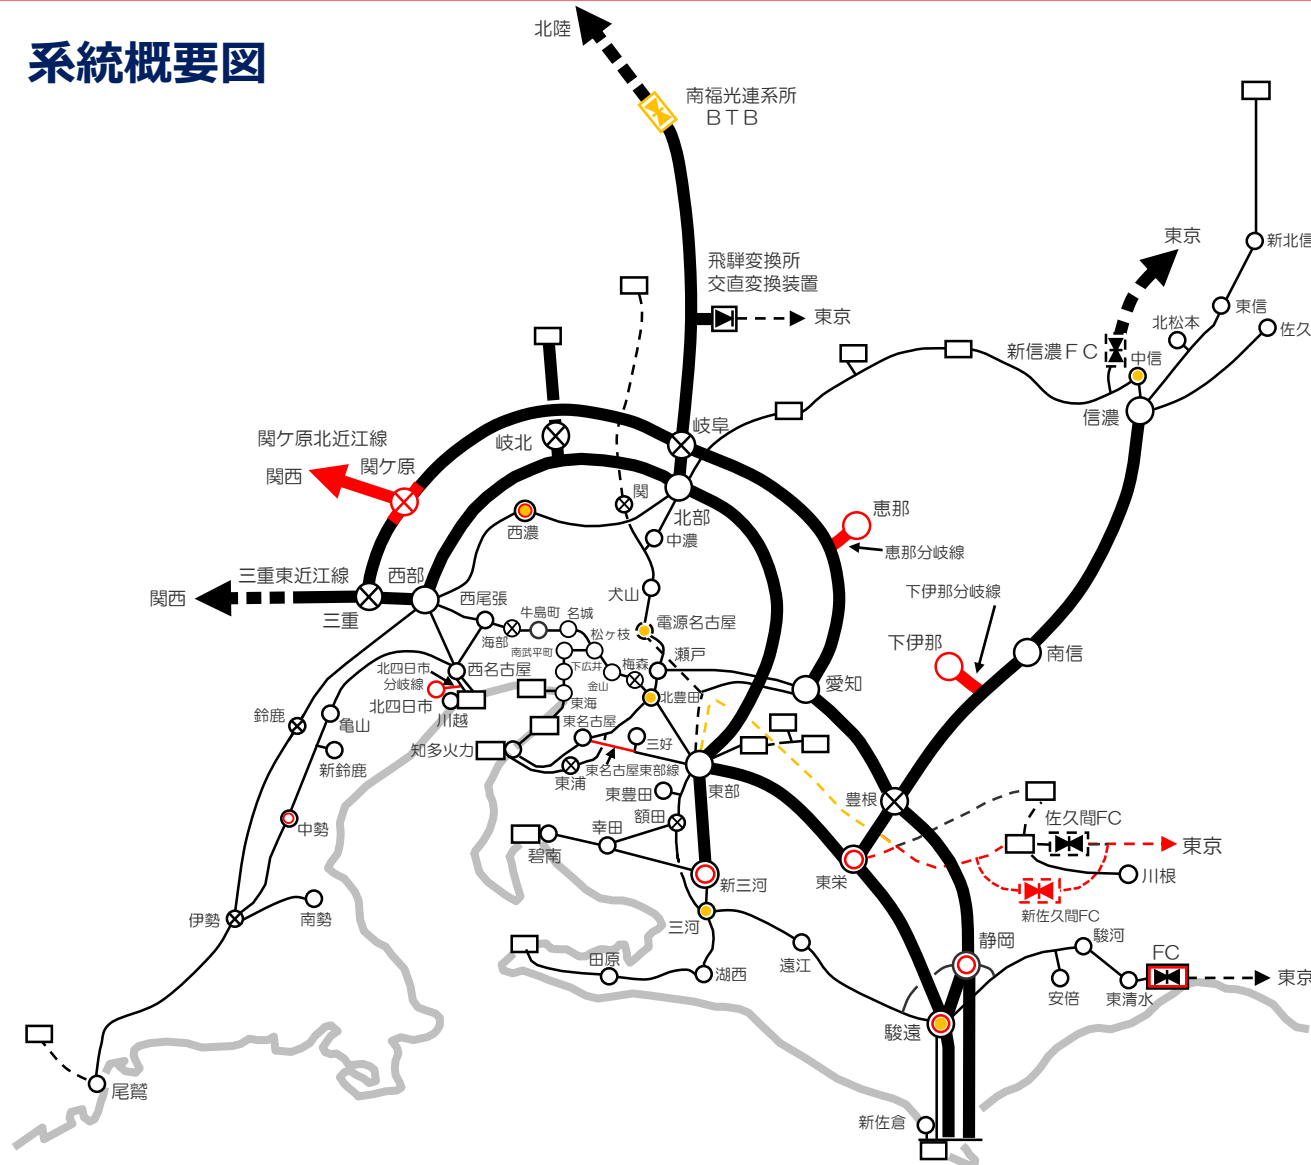 系統概要図
北陸
南福光連系所
ＢＴＢ
飛騨変換所
交直変換装置
東京
東京
新北信
東信
北松本
佐久
新信濃ＦＣ
中信
信濃
関ケ原北近江線
関西
関ケ原
岐北
岐阜
関
北部
西濃
中濃
恵那
恵那分岐線
下伊那分岐線
下伊那
南信
三重東近江線
関西
西部
三重
西尾張
犬山
牛島町
名城
電源名古屋
海部
松ヶ枝
南武平町
瀬戸
下広井
梅森
北四日市
分岐線
西名古屋
金山
愛知
北四日市
川越
東海
北豊田
鈴鹿
亀山
東名古屋
三好
知多火力
新鈴鹿
東浦
東名古屋東部線
東部
東豊田
豊根
佐久間FC
東京
中勢
額田
幸田
碧南
東栄
川根
新三河
新佐久間FC
伊勢
南勢
三河
静岡
駿河
FC
田原
湖西
遠江
安倍
東清水
東京
駿遠
尾鷲
新佐倉